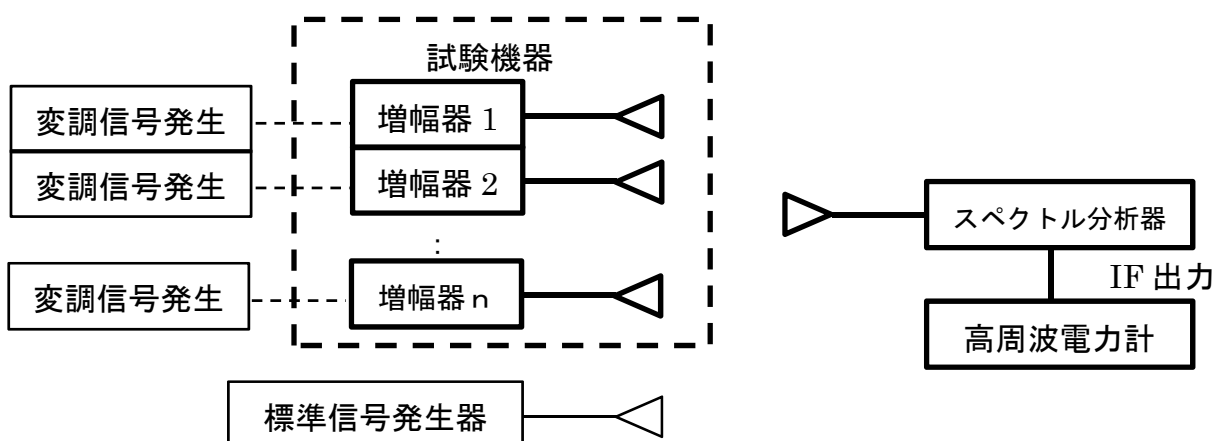 試験機器
変調信号発生
増幅器 1
変調信号発生
増幅器 2
:
変調信号発生
増幅器 n
標準信号発生器
スペクトル分析器
IF 出力
高周波電力計